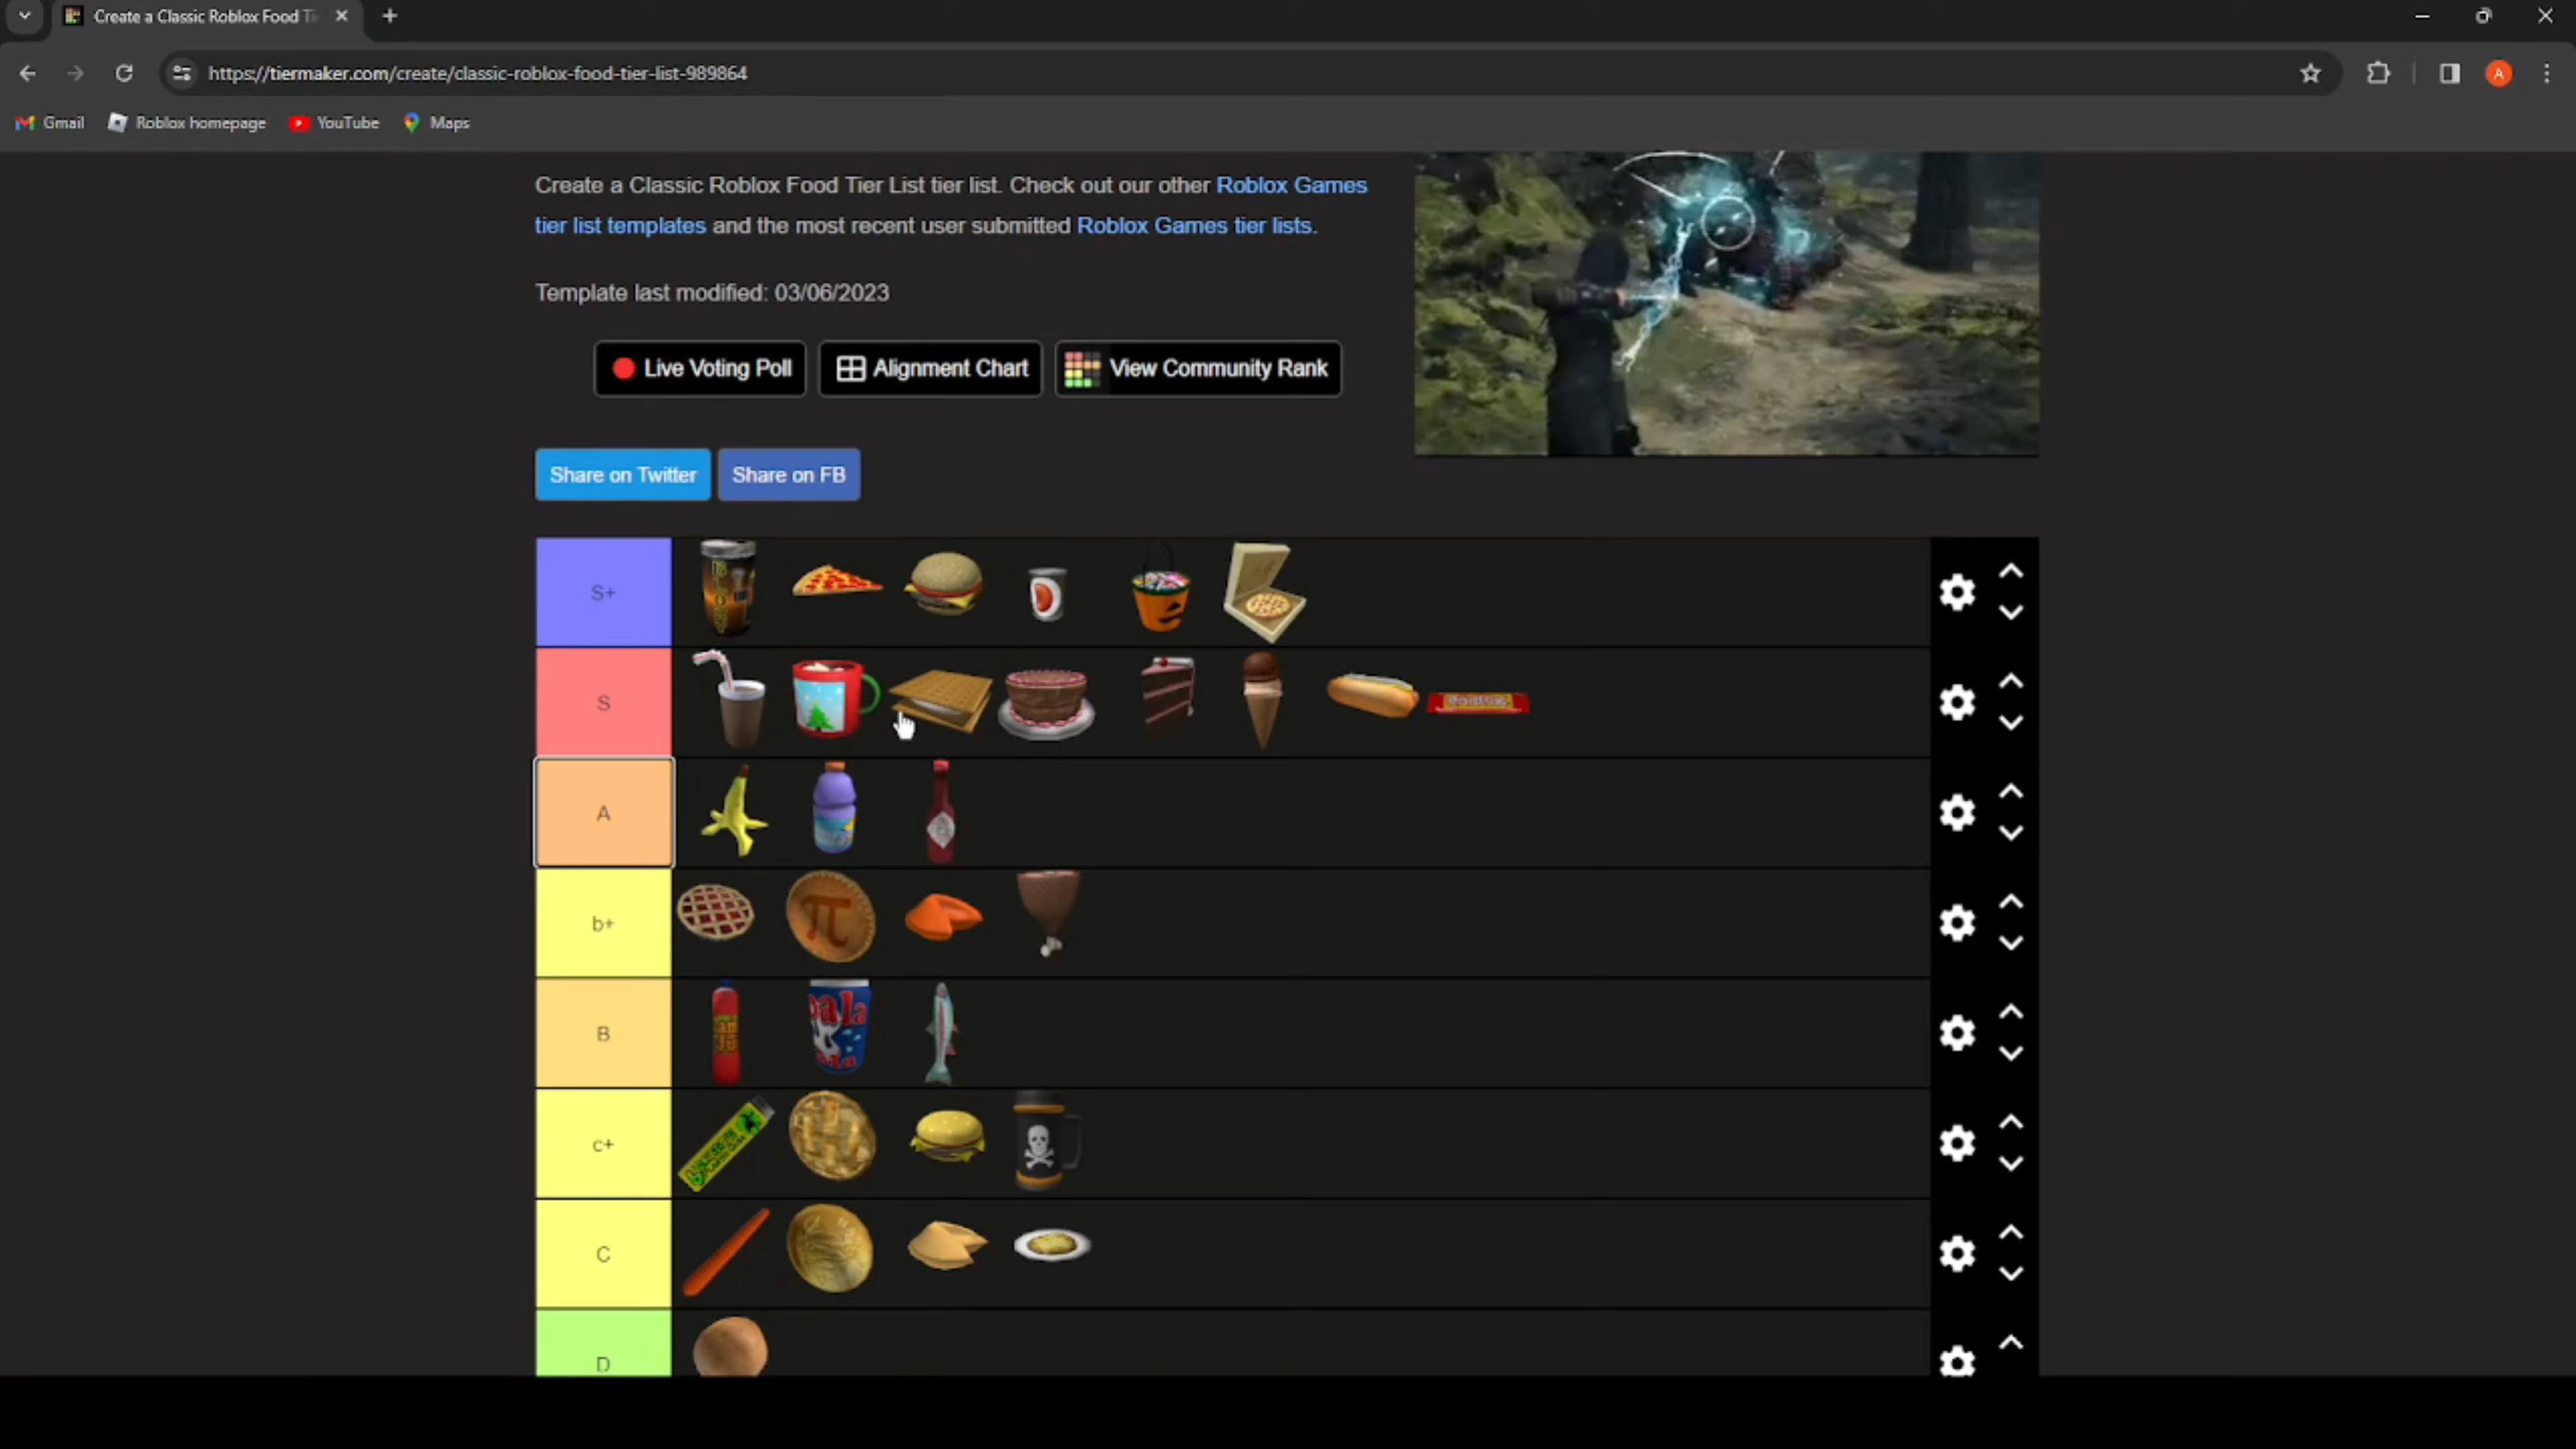 Create a Classic Roblox Food Ti
https://tiermaker.com/create/classic-roblox-food-tier-list-989864
A
Gmail
Roblox homepage
YouTube
Maps
Create a Classic Roblox Food Tier List tier list. Check out our other Roblox Games
tier list templates and the most recent user submitted Roblox Games tier lists.
Template last modified: 03/06/2023
Live Voting Poll
Alignment Chart
View Community Rank
Share on Twitter
Share on FB
S+
S
A
b+
π
B
c+
C
D